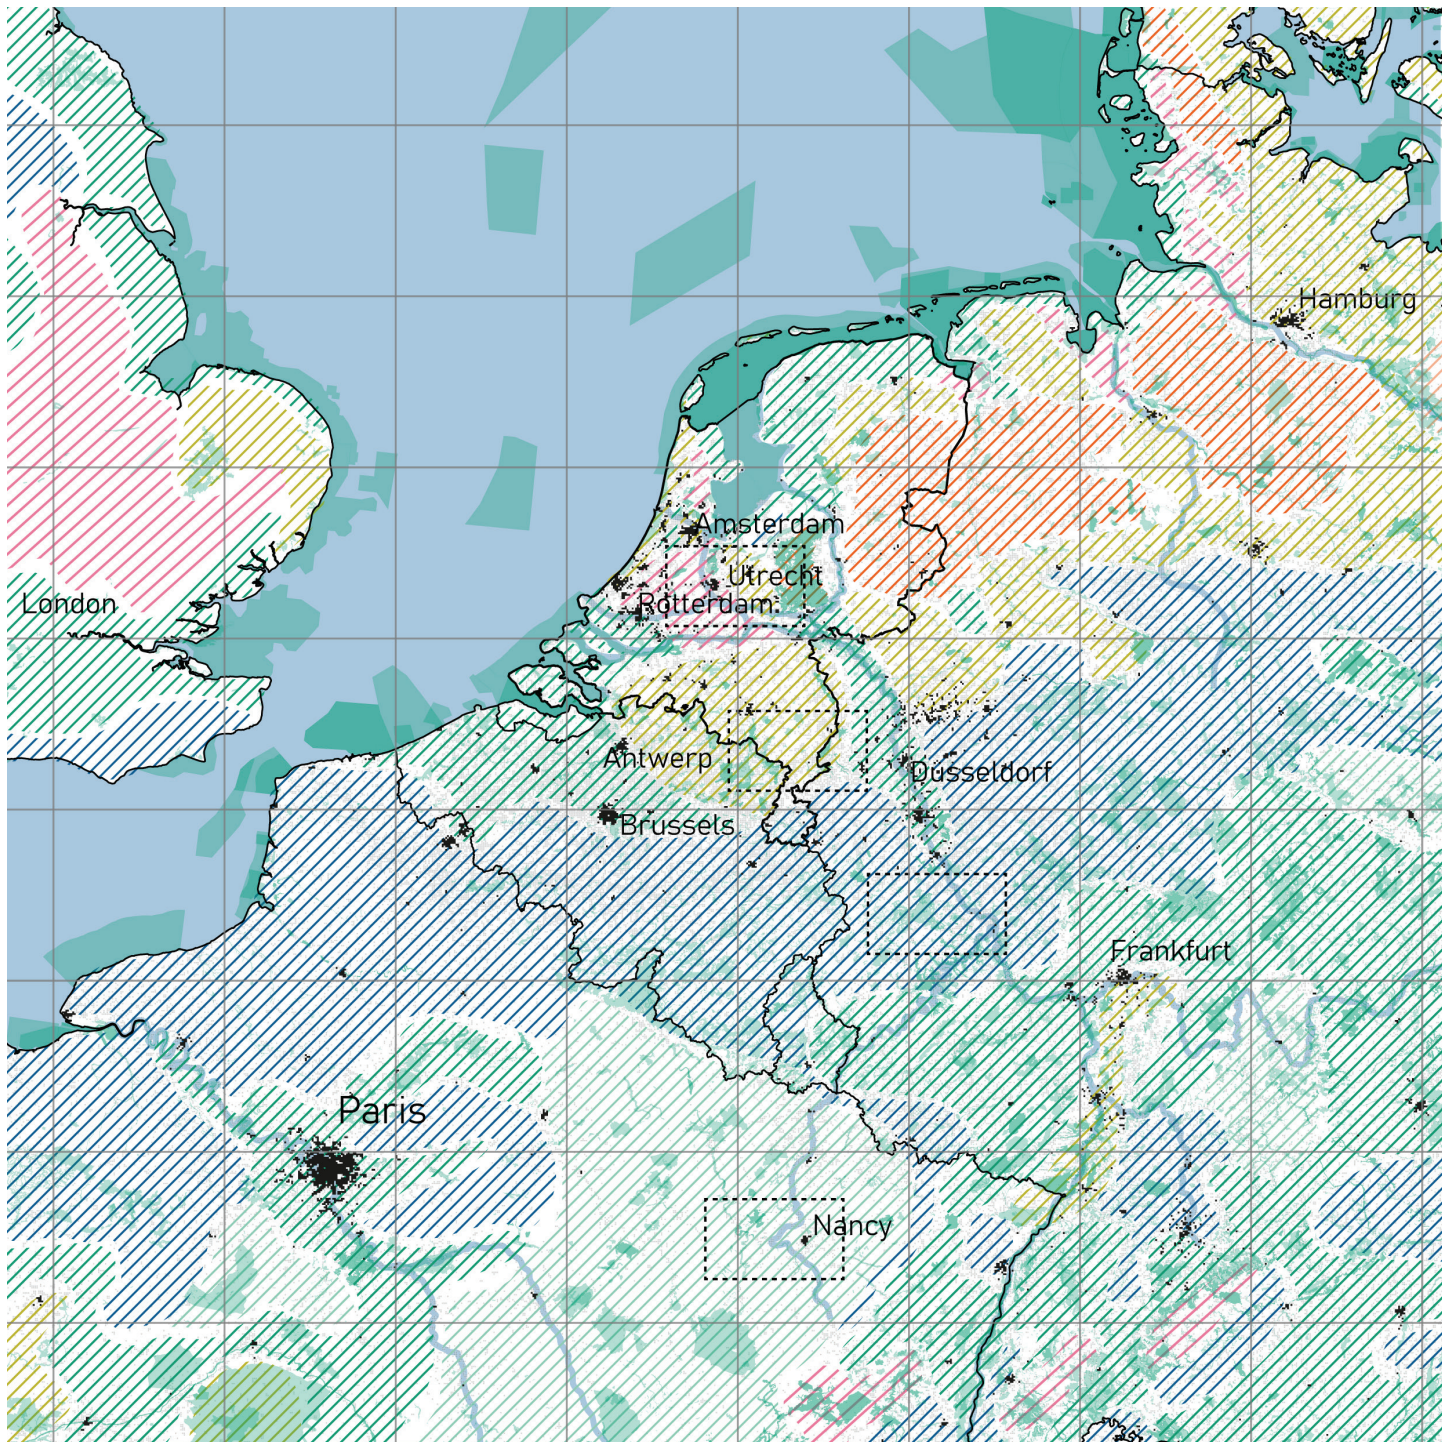 Hamburg
Amsterdam
Utrecht
London
Rotterdam
Antwerp
Düsseldorf
Brussels
Frankfurt
Paris
Nancy